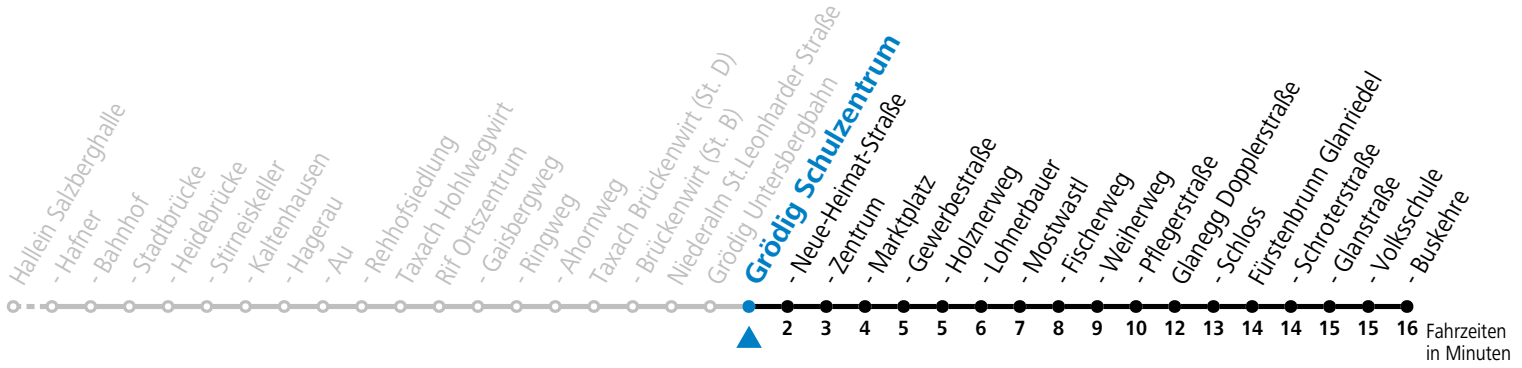 Hallein Salzberghalle
- Hafner
- Bahnhof
- Stadtbrücke
- Heidebrücke
- Stirneiskeller
- Kaltenhausen
- Hagerau
- Au
- Rehhofsiedlung
Taxach Hohlwegwirt
Rif Ortszentrum
- Gaisbergweg
- Ringweg
- Ahornweg
Taxach Brückenwirt (St. D)
- Brückenwirt (St. B)
Niederalm St.Leonharder Straße
Grödig Untersbergbahn
Grödig Schulzentrum
- Neue-Heimat-Straße
- Zentrum
- Marktplatz
- Gewerbestraße
- Holznerweg
- Lohnerbauer
- Mostwastl
- Fischerweg
- Weiherweg
- Pflegerstraße
Glanegg Dopplerstraße
- Schloss
Fürstenbrunn Glanriedel
- Schroterstraße
- Glanstraße
- Volksschule
- Buskehre
2 3 4 5 5 6 7 8 9 10 12 13 14 14 15 15 16 Fahrzeiten
in Minuten